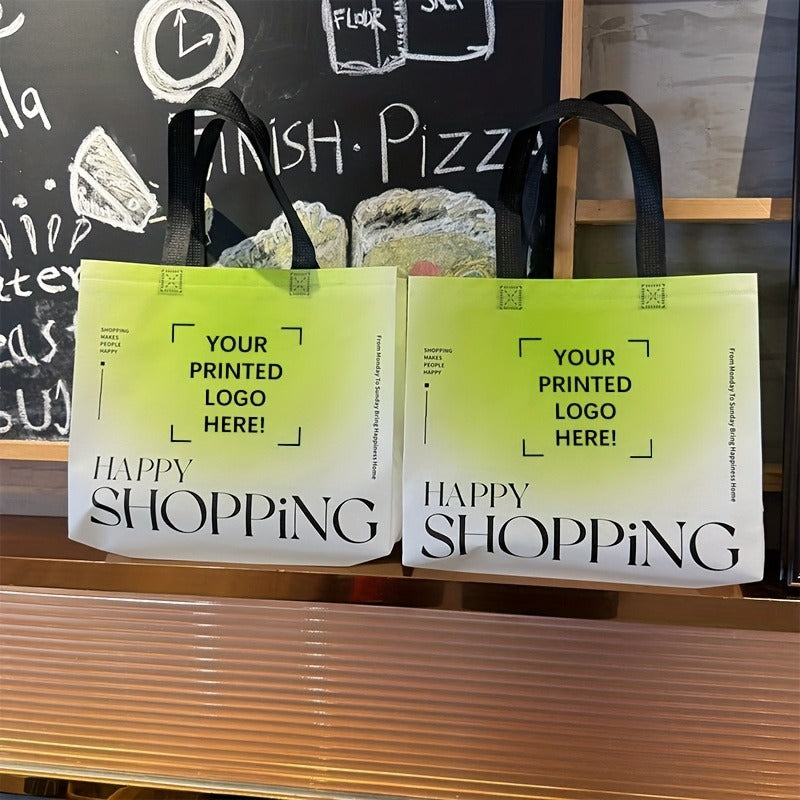 FLOUR
FINISH. PiZZ
SHOPPING
MAKES
PEOPLE
HAPPY
YOUR
PRINTED
LOGO
HERE!
From Monday To Sunday Bring Happiness Home
HAPPY
SHOPPiNG
SHOPPING
MAKES
PEOPLE
HAPPY
YOUR
PRINTED
LOGO
HERE!
From Monday To Sunday Bring Happiness Home
HAPPY
SHOPPiNG